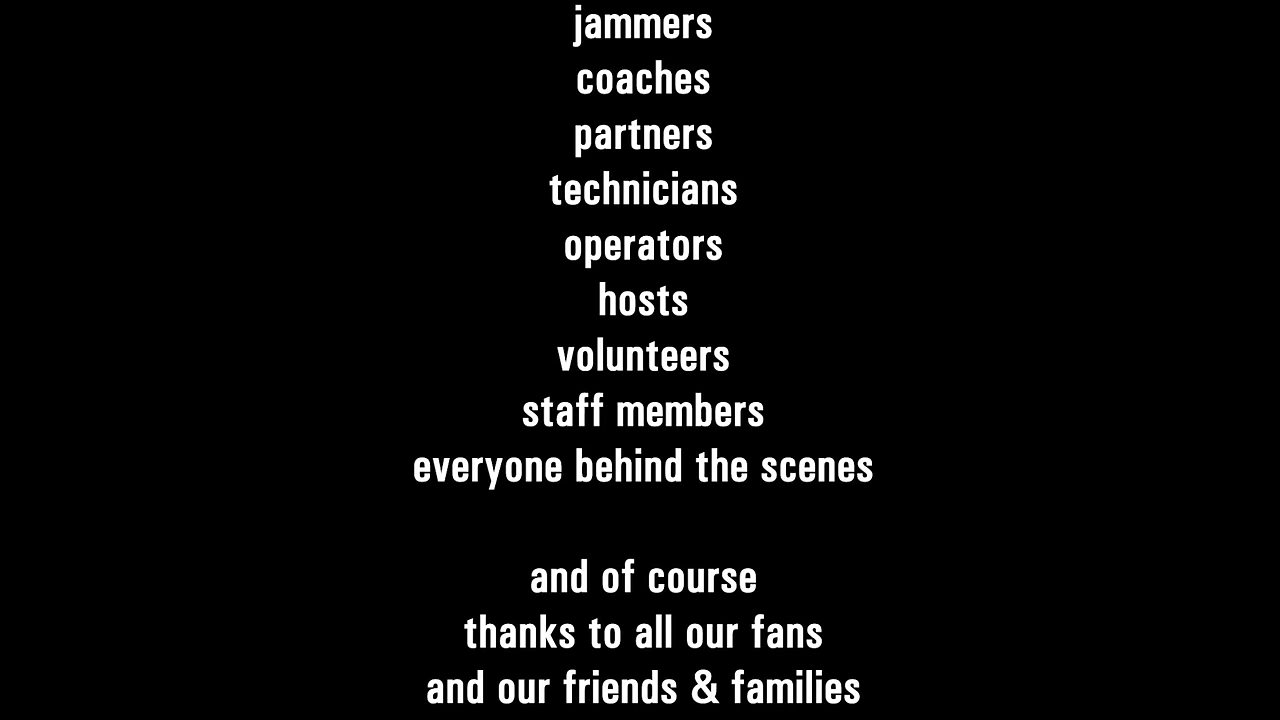 jammers
coaches
partners
technicians
operators
hosts
volunteers
staff members
everyone behind the scenes
and of course
thanks to all our fans
and our friends & families